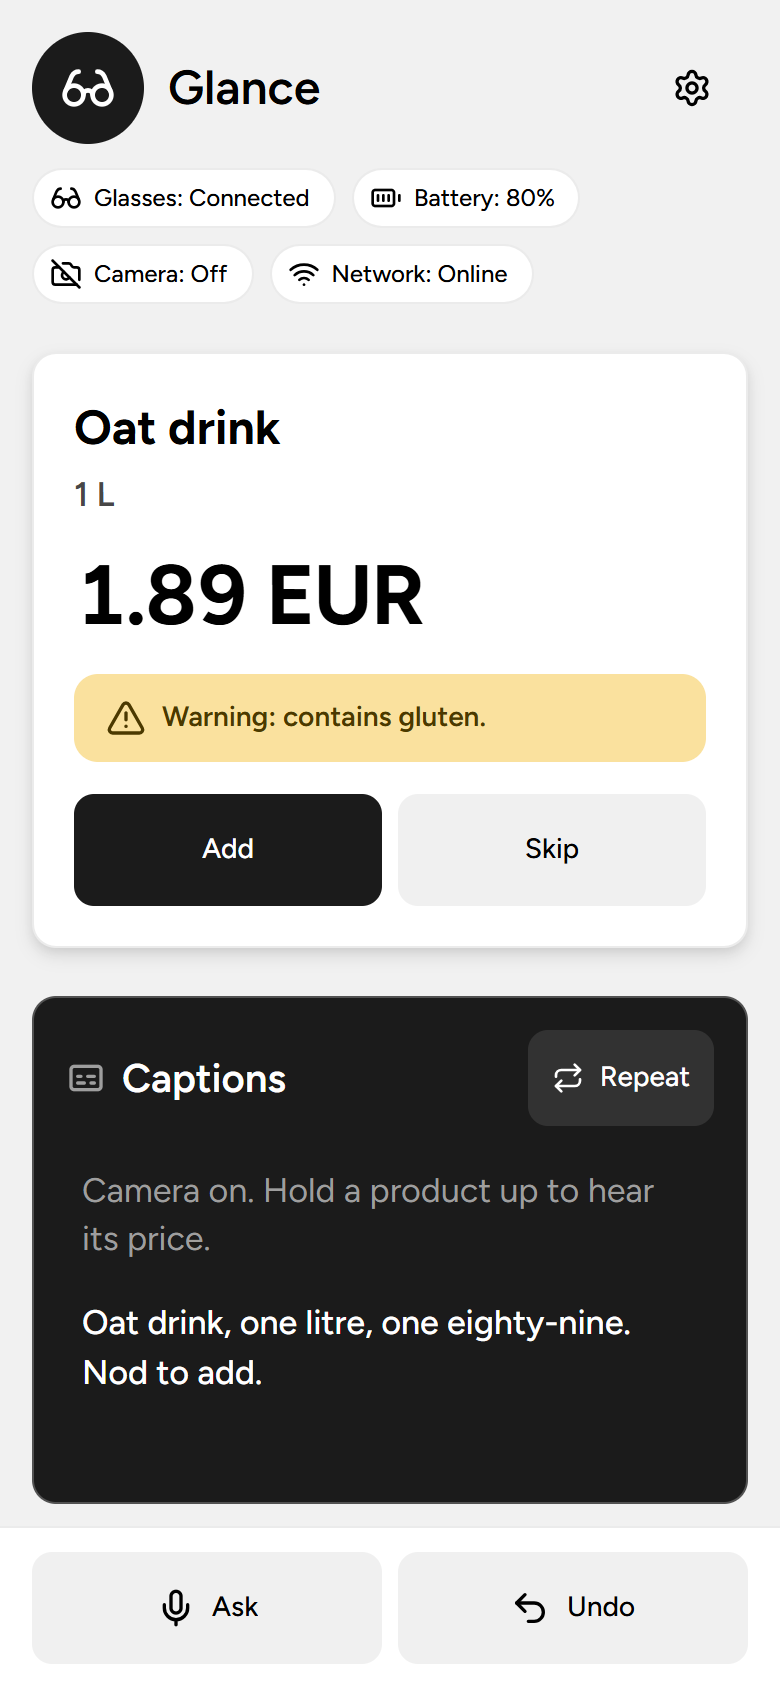 Glance
Glasses: Connected
Battery: 80%
Camera: Off
Network: Online
Oat drink
1 L
1.89 EUR
Warning: contains gluten.
Add
Skip
Captions
Repeat
Camera on. Hold a product up to hear
its price.
Oat drink, one litre, one eighty-nine.
Nod to add.
Ask
Undo